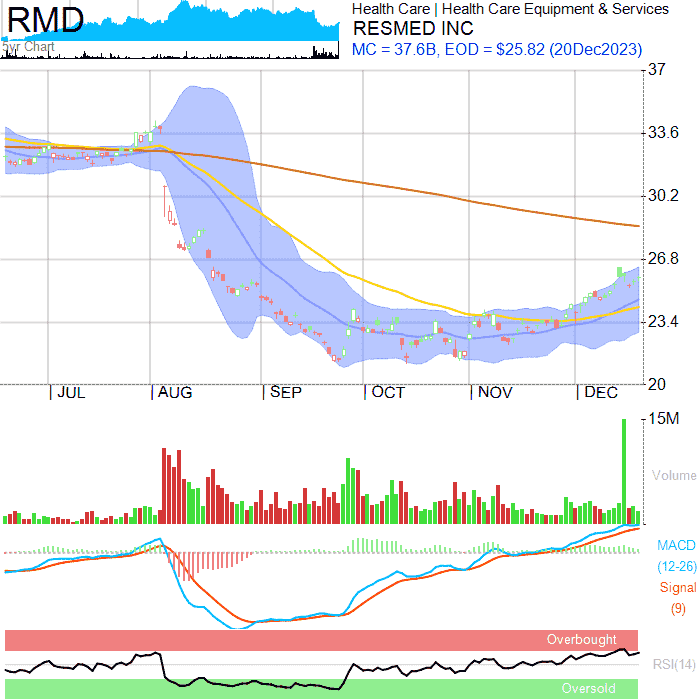 RMD
5yr Chart
Health Care | Health Care Equipment & Services
RESMED INC
MC = 37.6B, EOD = $25.82 (20Dec2023)
37
33.6
30.2
26.8
23.4
20
JUL
AUG
SEP
OCT
NOV
DEC
15M
Volume
MACD
(12-26)
Signal
(9)
Overbought
RSI(14)
Oversold